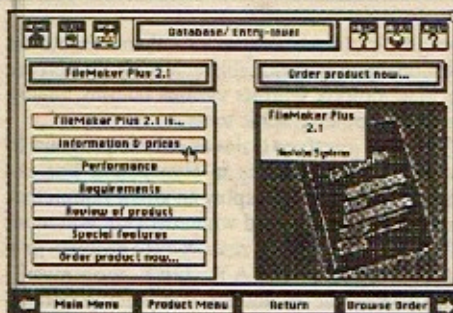 Database/ Entry-level
FileMaker Plus 2.1
Order product now...
FileMaker Plus 2.1 is...
Information & prices
Performance
Requirements
Review of product
Special features
Order product now...
FileMaker Plus
2.1
Systems
Main Menu
Product Menu
Return
Browse Order